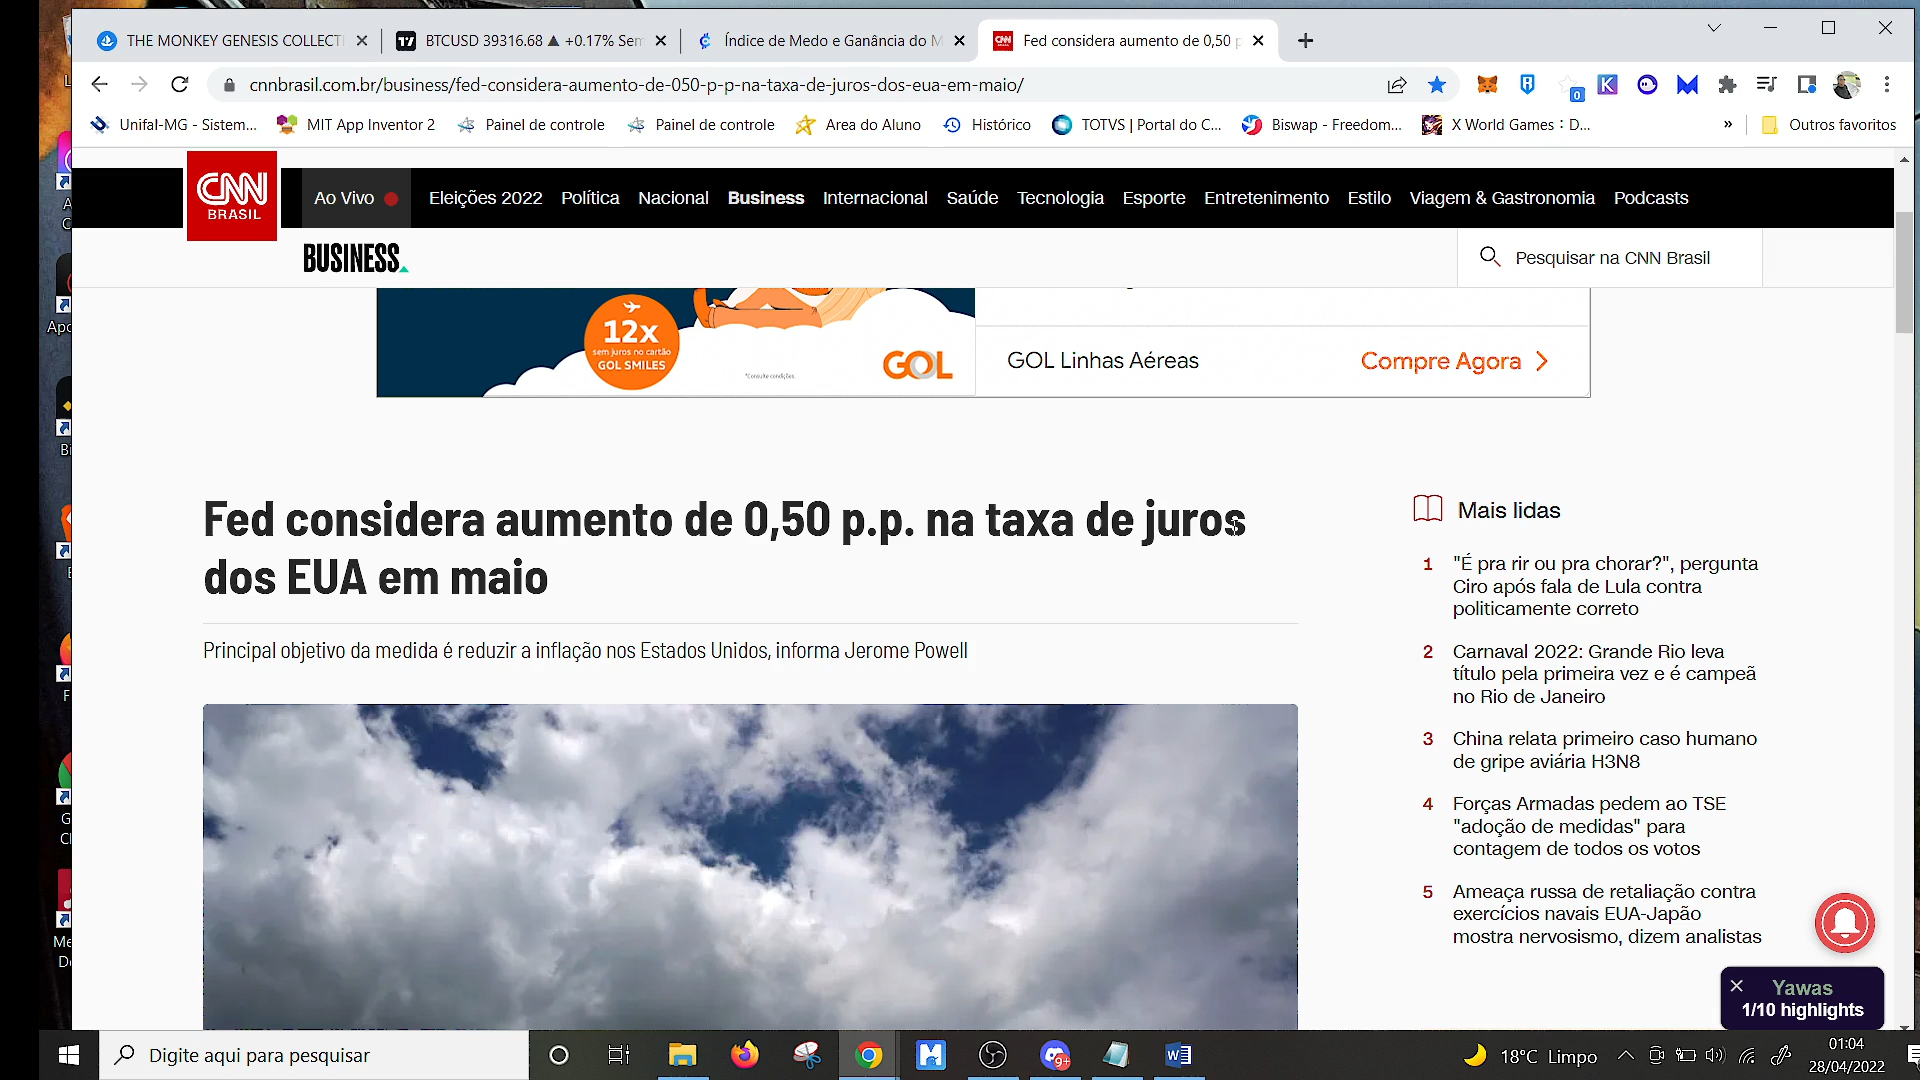 THE MONKEY GENESIS COLLECTI
BTCUSD 39316.68 ▲ +0.17% Sem
Índice de Medo e Ganância do M
Fed considera aumento de 0,50 p
cnnbrasil.com.br/business/fed-considera-aumento-de-050-p-p-na-taxa-de-juros-dos-eua-em-maio/
0
Unifal-MG - Sistem...
MIT App Inventor 2
Painel de controle
Painel de controle
Area do Aluno
Histórico
TOTVS | Portal do C...
Biswap - Freedom...
X World Games : D...
»
Outros favoritos
CNN
BRASIL
Ao Vivo
Eleições 2022
Política
Nacional
Business
Internacional
Saúde
Tecnologia
Esporte
Entretenimento
Estilo
Viagem & Gastronomia
Podcasts
BUSINESS
Pesquisar na CNN Brasil
12x
sem juros no cartão
GOL SMILES
*Consulte condições.
GOL
GOL Linhas Aéreas
Compre Agora
Fed considera aumento de 0,50 p.p. na taxa de juros
dos EUA em maio
Principal objetivo da medida é reduzir a inflação nos Estados Unidos, informa Jerome Powell
Mais lidas
1 "É pra rir ou pra chorar?", pergunta
Ciro após fala de Lula contra
politicamente correto
2 Carnaval 2022: Grande Rio leva
título pela primeira vez e é campeã
no Rio de Janeiro
3 China relata primeiro caso humano
de gripe aviária H3N8
4 Forças Armadas pedem ao TSE
"adoção de medidas" para
contagem de todos os votos
5 Ameaça russa de retaliação contra
exercícios navais EUA-Japão
mostra nervosismo, dizem analistas
Yawas
1/10 highlights
Digite aqui para pesquisar
9+
18°C Limpo
01:04
28/04/2022